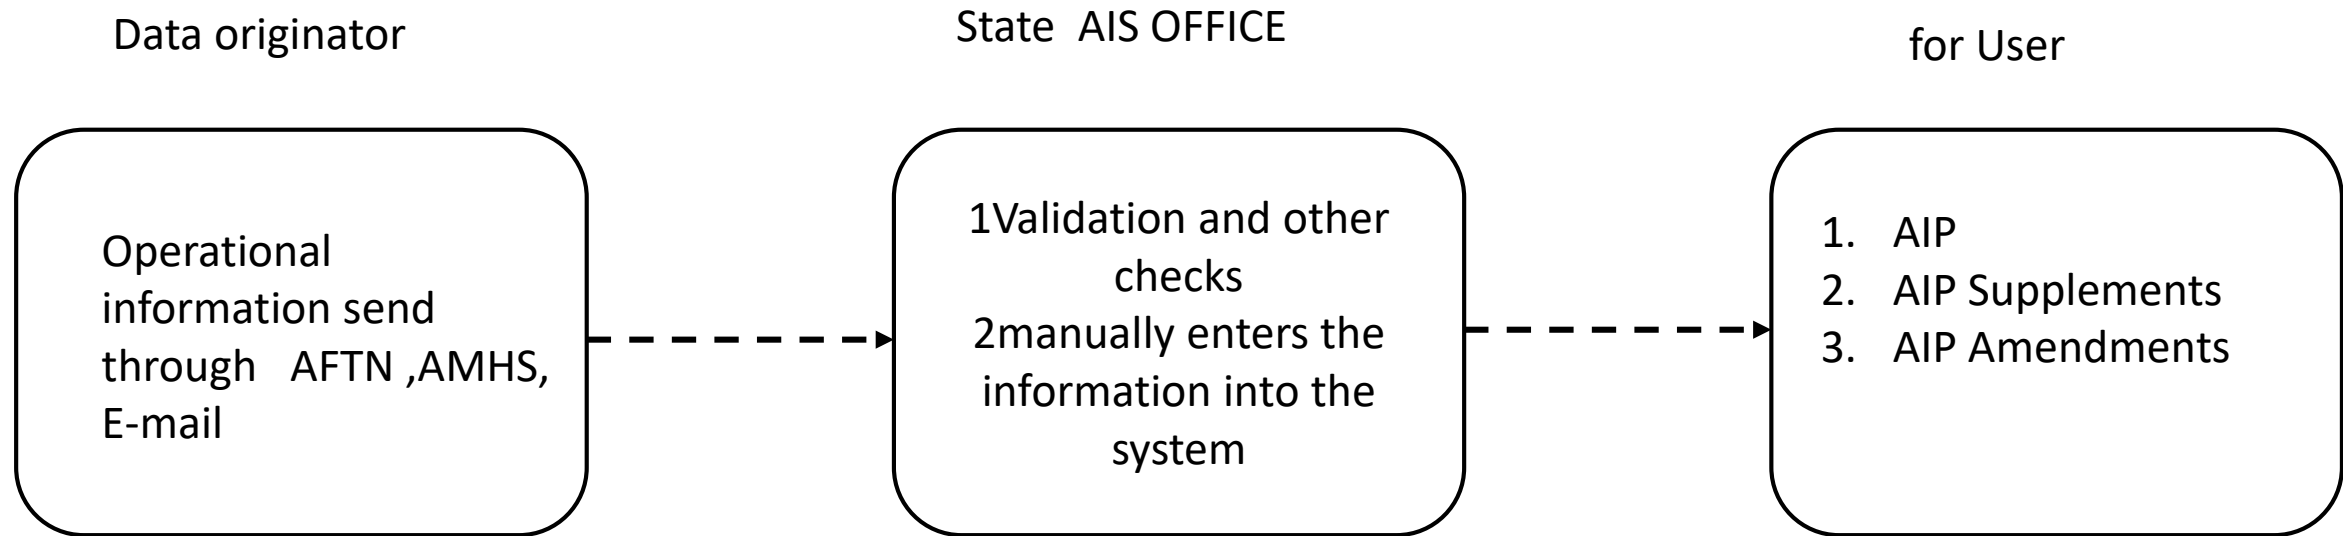 Data originator
State  AIS OFFICE
for User
Operational
information send
through   AFTN ,AMHS,
E-mail
1Validation and other
checks
2manually enters the
information into the
system
1.   AIP
2.   AIP Supplements
3.   AIP Amendments